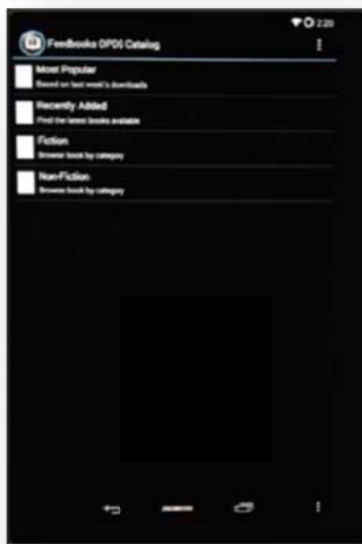 2:20
Feedbooks OPDS Catalog
Most Popular
Based on last week's downloads
Recently Added
Find the latest books available
Fiction
Browse book by category
Non-Fiction
Browse book by category